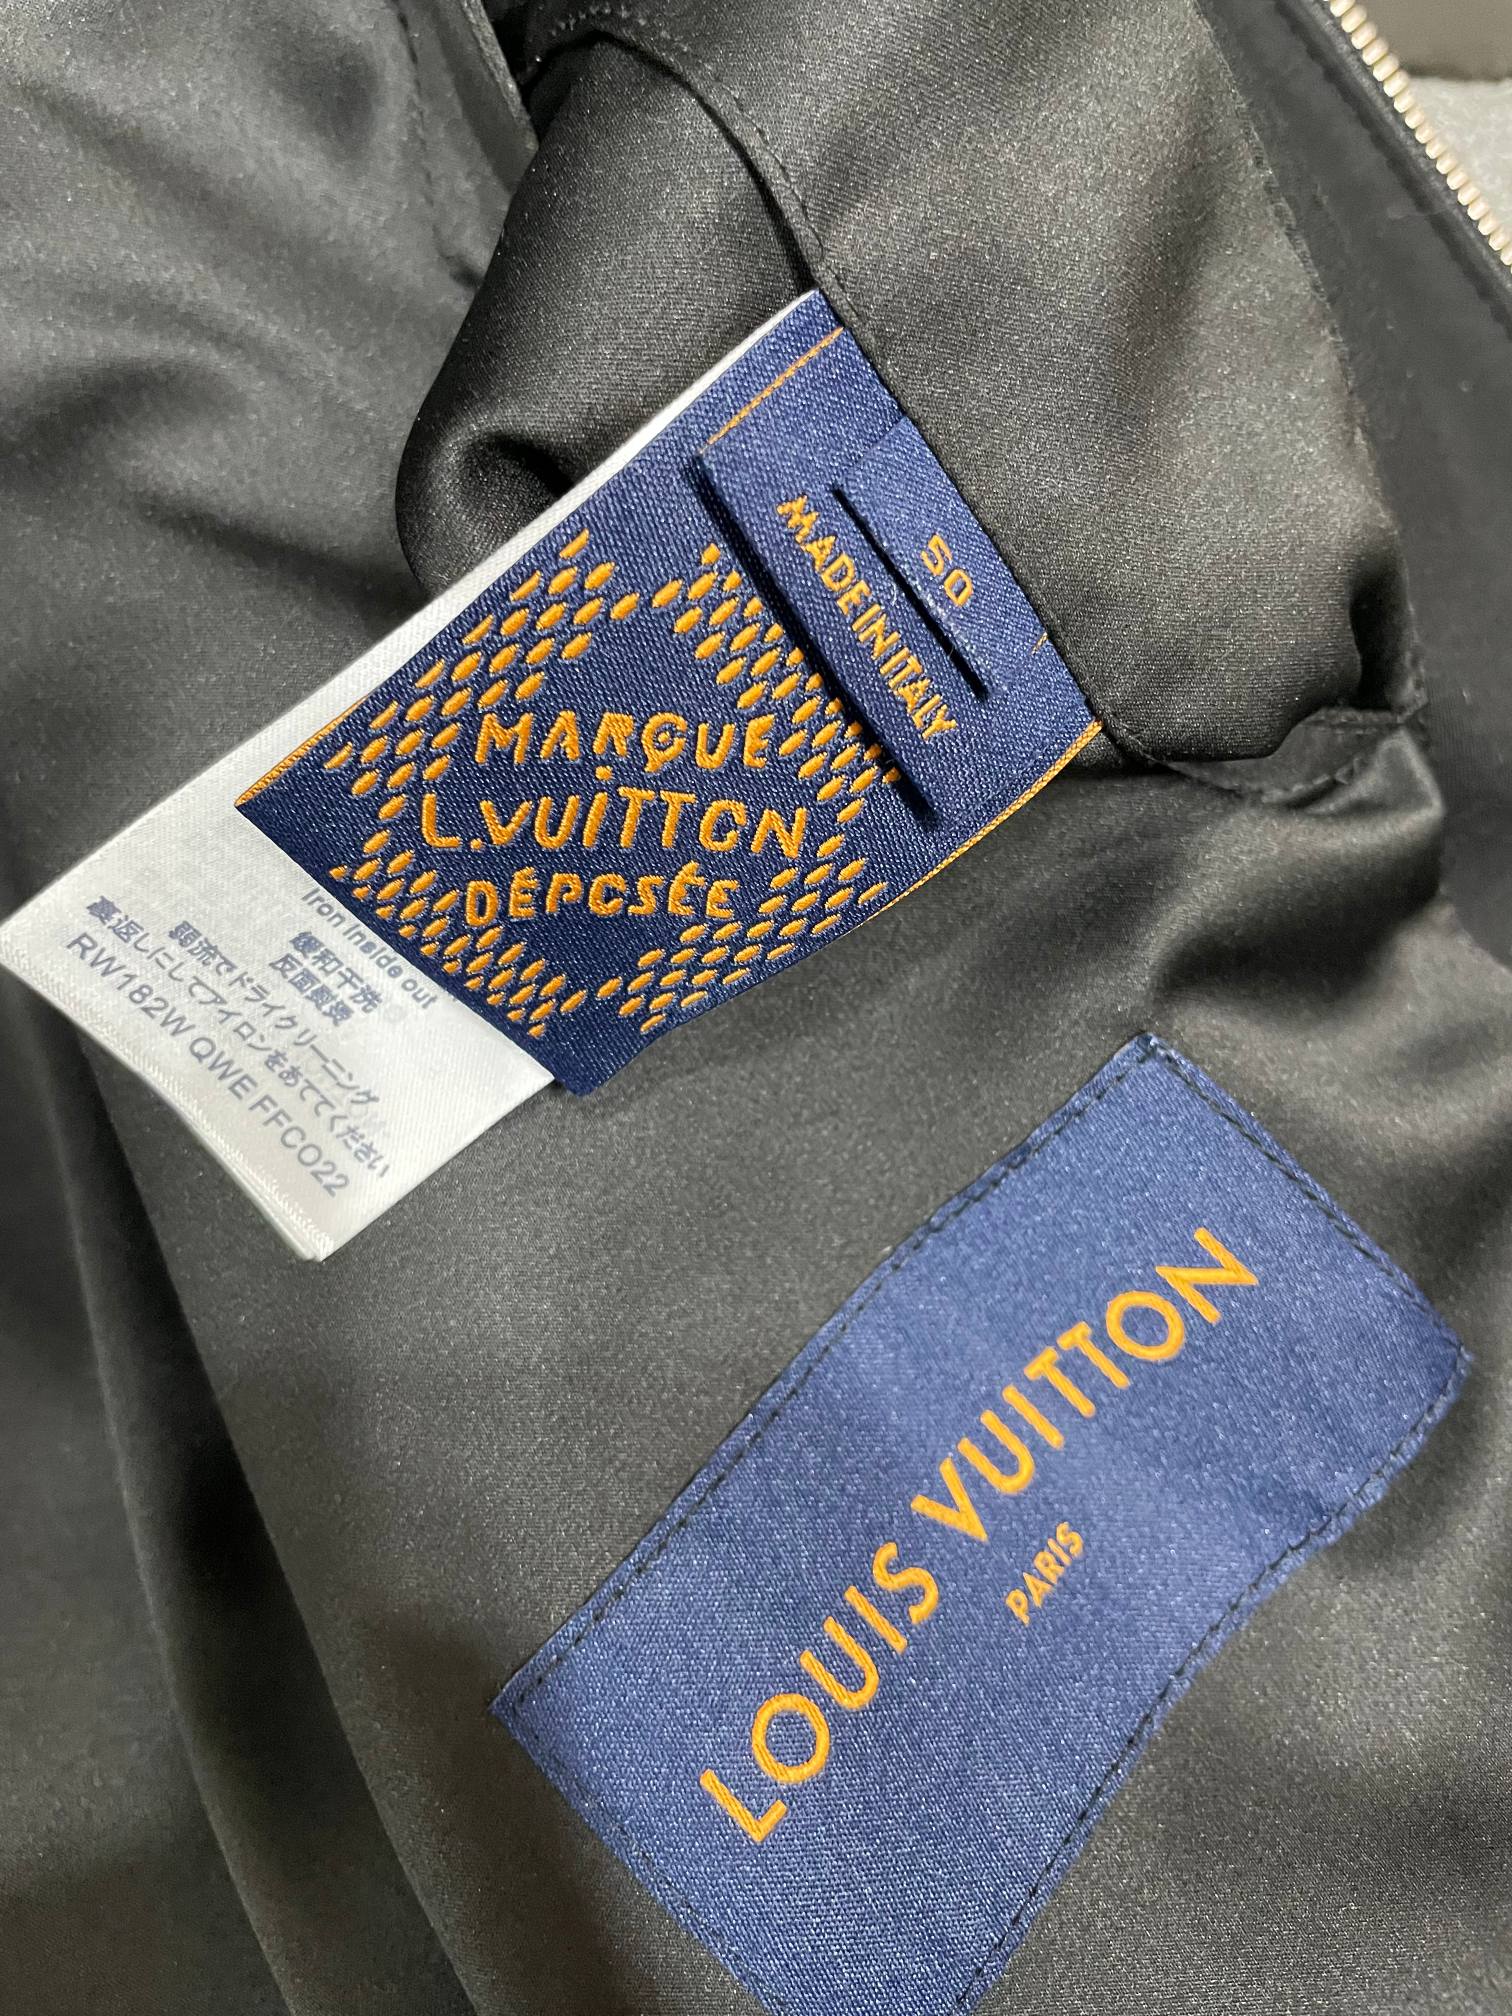 50
MADE IN ITALY
MARQUE
L.VUITTON
DÉPOSÉE
Iron inside out
緩和干洗
反面熨烫
弱流でドライクリーニング
裏返しにしてアイロンをあててください
RW182W QWE FFCO22
LOUIS VUITTON
PARIS